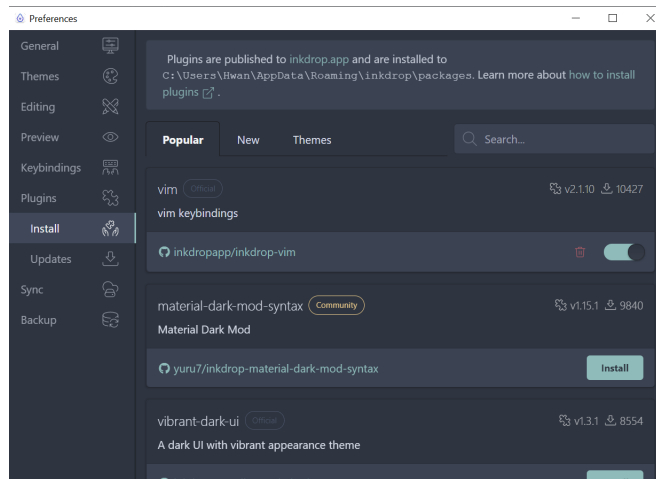 Preferences
General
Themes
Editing
Preview
Keybindings
Plugins
Install
Updates
Sync
Backup
Plugins are published to inkdrop.app and are installed to
C:\Users\Hwan\AppData\Roaming\inkdrop\packages. Learn more about how to install
plugins .
Popular New Themes Search...
vim Official v2.1.10 10427
vim keybindings
inkdropapp/inkdrop-vim
material-dark-mod-syntax Community v1.15.1 9840
Material Dark Mod
yuru7/inkdrop-material-dark-mod-syntax Install
vibrant-dark-ui Official v1.3.1 8554
A dark UI with vibrant appearance theme